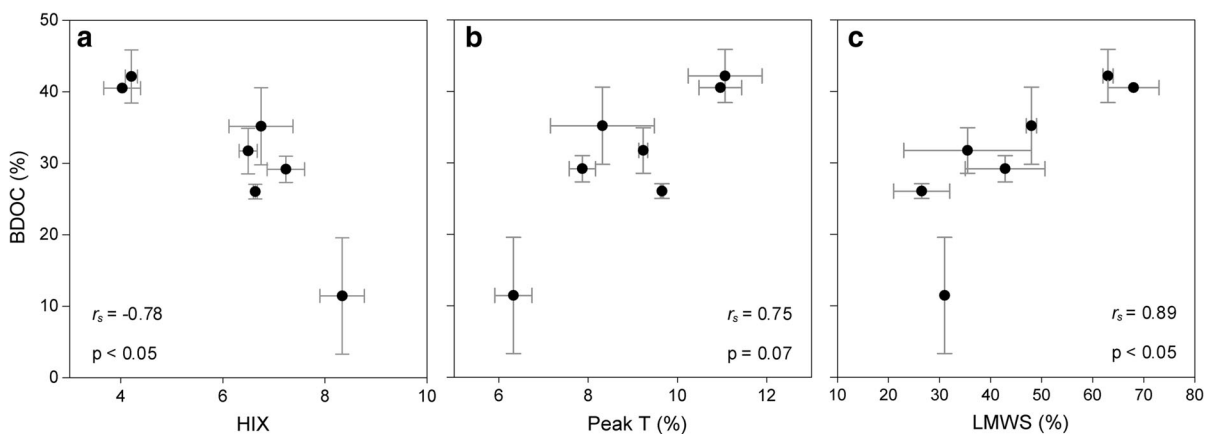 a
b
c
BDOC (%)
50
40
30
20
10
0
r_s = -0.78
p < 0.05
r_s = 0.75
p = 0.07
r_s = 0.89
p < 0.05
4 6 8 10
6 8 10 12
10 20 30 40 50 60 70 80
HIX
Peak T (%)
LMWS (%)